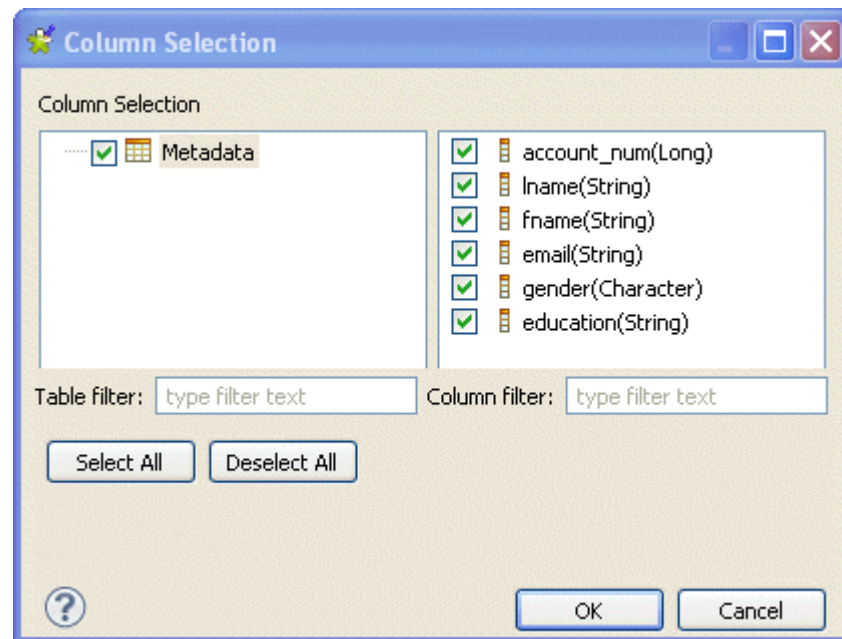 Column Selection
Column Selection
Metadata
account_num(Long)
lname(String)
fname(String)
email(String)
gender(Character)
education(String)
Table filter: type filter text
Column filter: type filter text
Select All
Deselect All
?
OK
Cancel